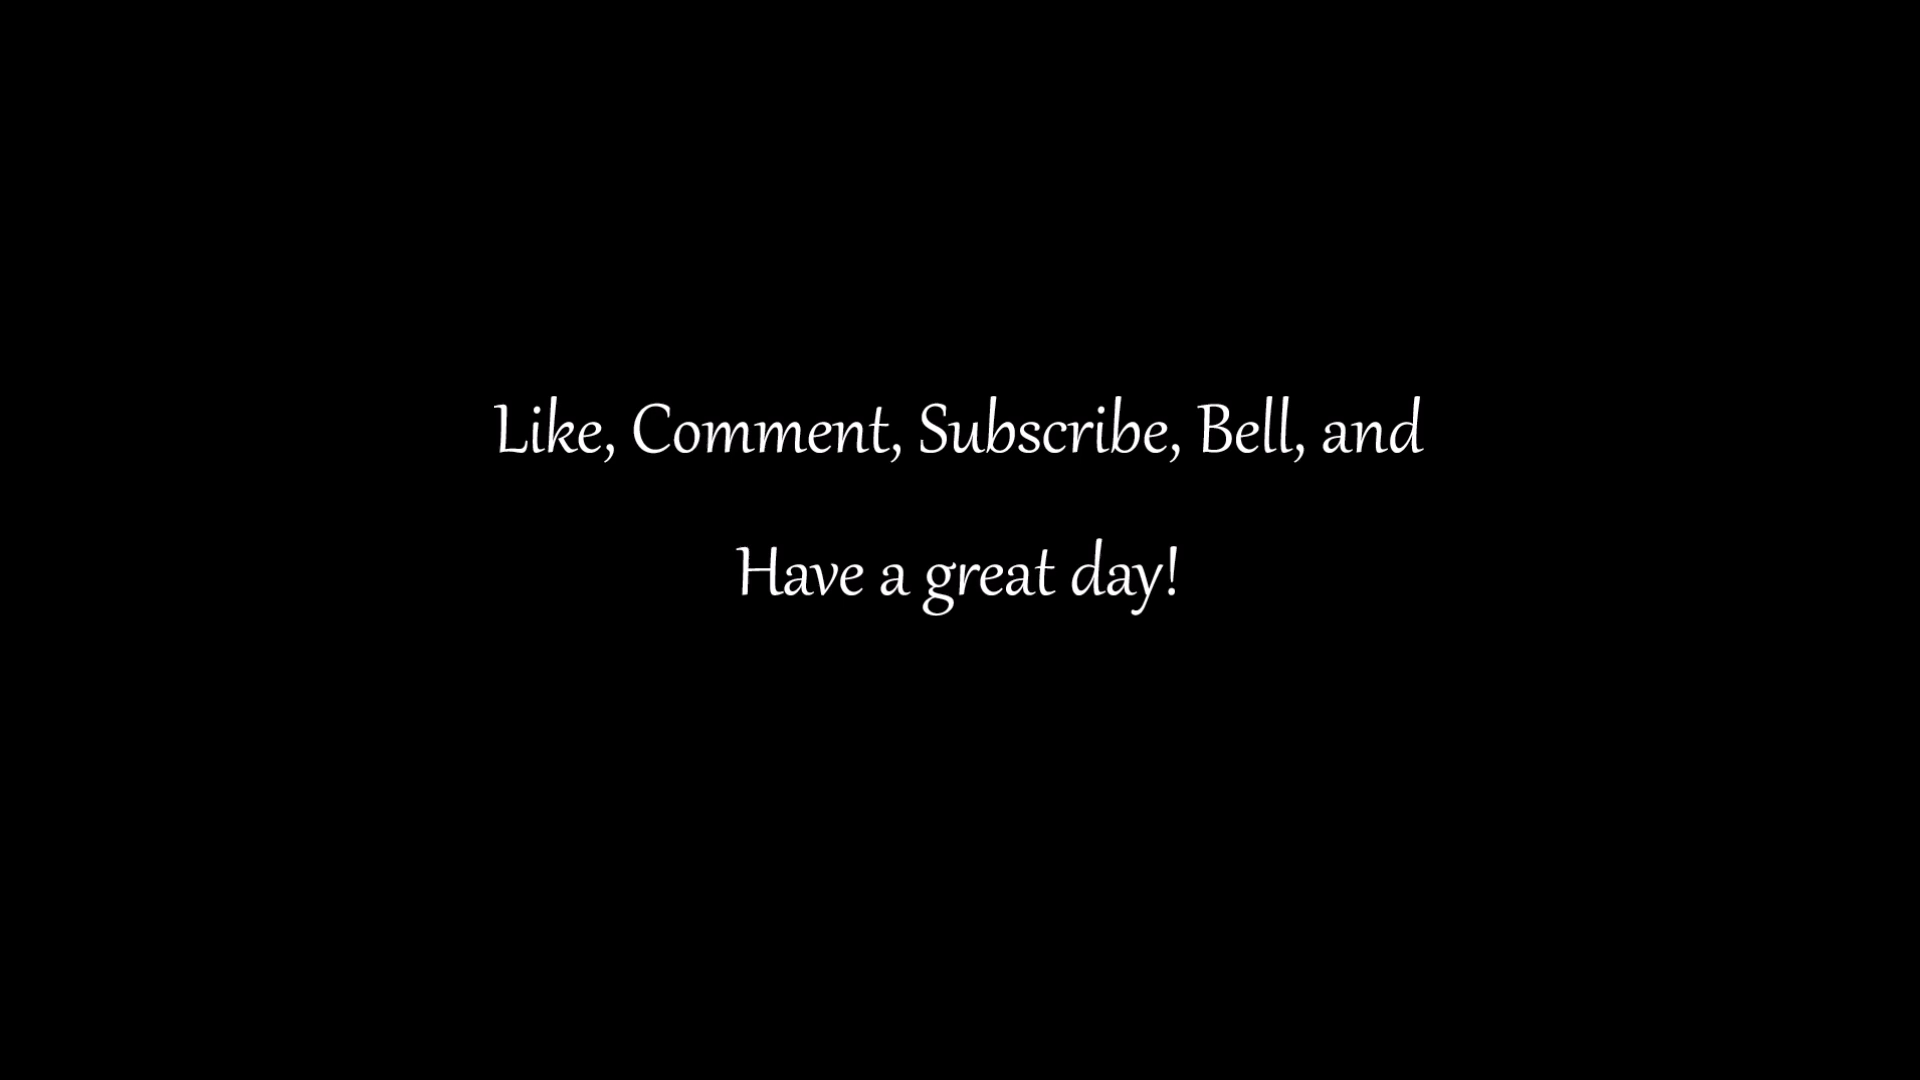 Like, Comment, Subscribe, Bell, and
Have a great day!